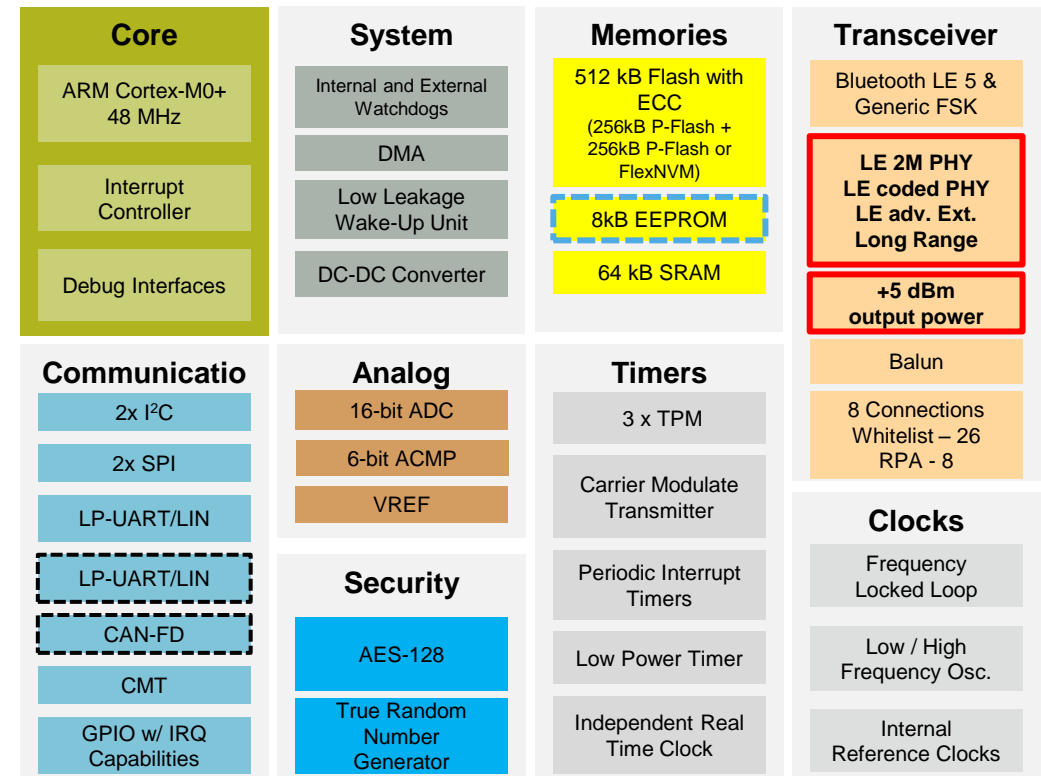 Core
ARM Cortex-M0+
48 MHz
Interrupt
Controller
Debug Interfaces
System
Internal and External
Watchdogs
DMA
Low Leakage
Wake-Up Unit
DC-DC Converter
Memories
512 kB Flash with
ECC
(256kB P-Flash +
256kB P-Flash or
FlexNVM)
8kB EEPROM
64 kB SRAM
Transceiver
Bluetooth LE 5 &
Generic FSK
LE 2M PHY
LE coded PHY
LE adv. Ext.
Long Range
+5 dBm
output power
Balun
8 Connections
Whitelist – 26
RPA - 8
Communicatio
2x I²C
2x SPI
LP-UART/LIN
LP-UART/LIN
CAN-FD
CMT
GPIO w/ IRQ
Capabilities
Analog
16-bit ADC
6-bit ACMP
VREF
Security
AES-128
True Random
Number
Generator
Timers
3 x TPM
Carrier Modulate
Transmitter
Periodic Interrupt
Timers
Low Power Timer
Independent Real
Time Clock
Clocks
Frequency
Locked Loop
Low / High
Frequency Osc.
Internal
Reference Clocks